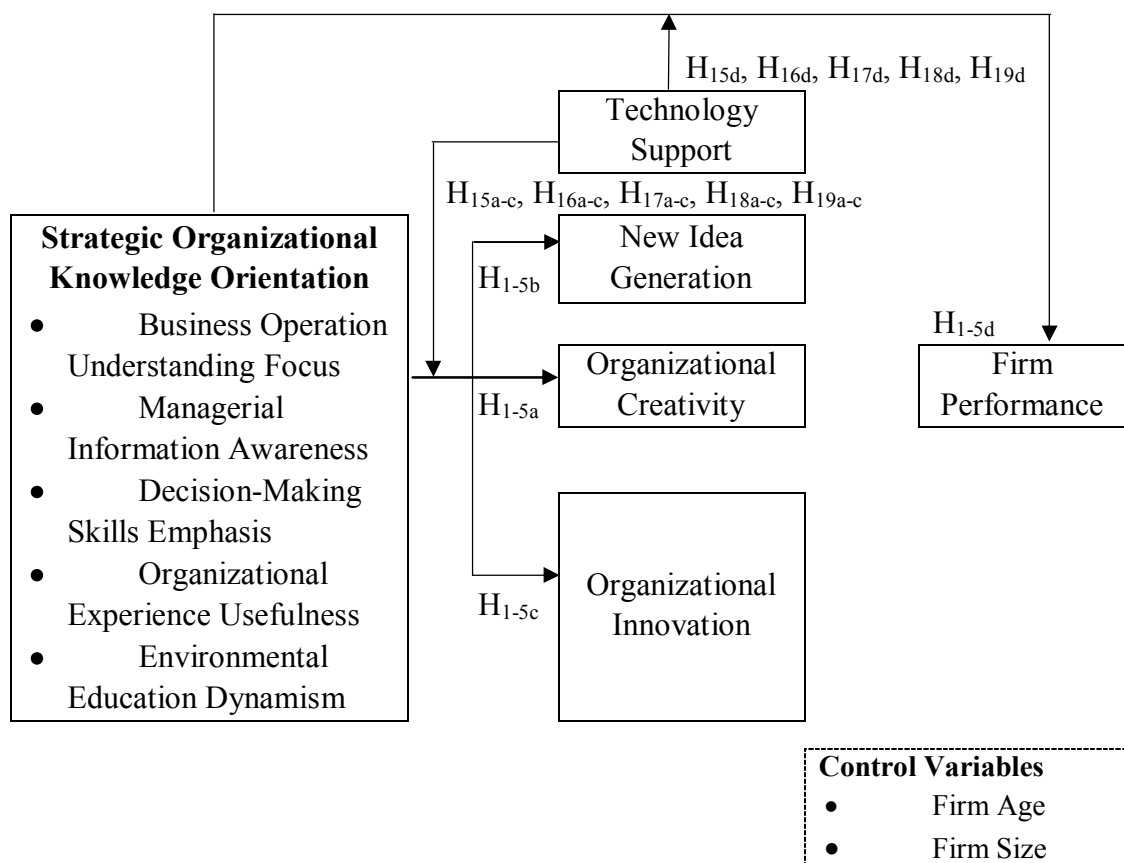 H15d, H16d, H17d, H18d, H19d
Technology
Support
H15a-c, H16a-c, H17a-c, H18a-c, H19a-c
Strategic Organizational
Knowledge Orientation
● Business Operation
Understanding Focus
● Managerial
Information Awareness
● Decision-Making
Skills Emphasis
● Organizational
Experience Usefulness
● Environmental
Education Dynamism
New Idea
Generation
H1-5b
Organizational
Creativity
H1-5a
Organizational
Innovation
H1-5c
H1-5d
Firm
Performance
Control Variables
● Firm Age
● Firm Size